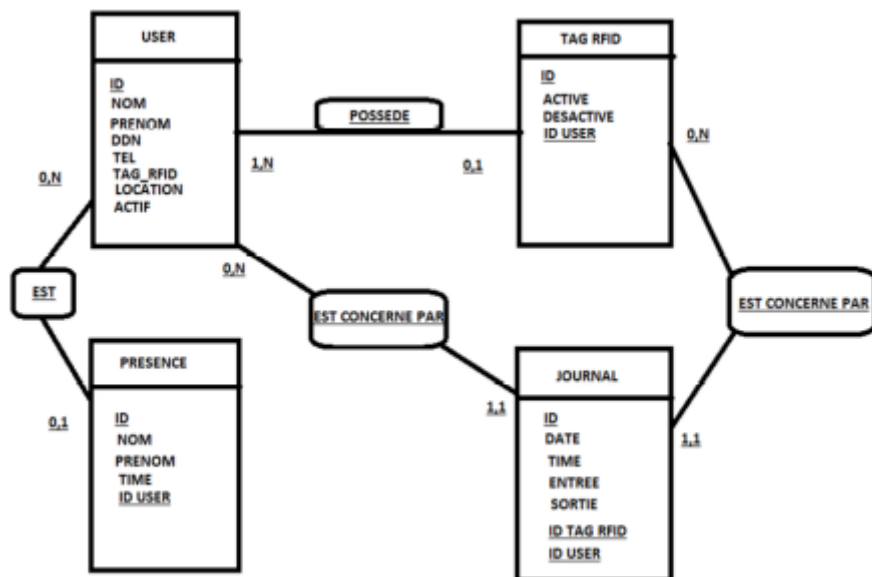 USER
ID
NOM
PRENOM
DDN
TEL
TAG_RFID
LOCATION
ACTIF
POSSEDE
1,N
0,1
TAG RFID
ID
ACTIVE
DESACTIVE
ID USER
0,N
0,N
EST
0,1
0,N
EST CONCERNE PAR
1,1
EST CONCERNE PAR
1,1
PRESENCE
ID
NOM
PRENOM
TIME
ID USER
JOURNAL
ID
DATE
TIME
ENTREE
SORTIE
ID TAG RFID
ID USER